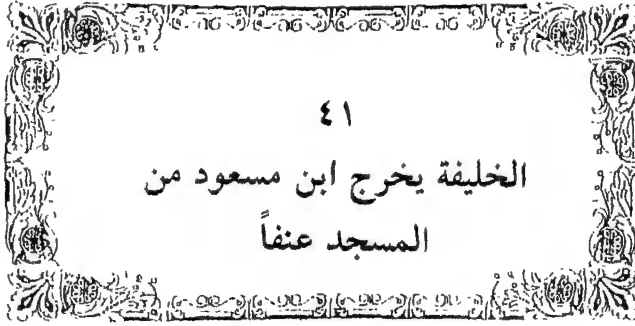 ٤١
الخليفة يخرج ابن مسعود من
المسجد عنفاً